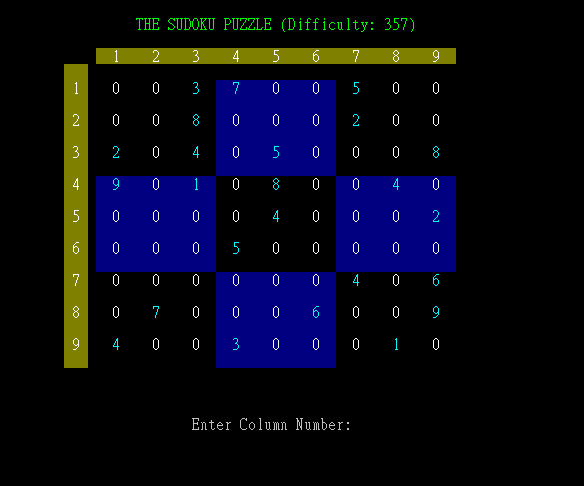 THE SUDOKU PUZZLE (Difficulty: 357)
1 2 3 4 5 6 7 8 9
1 0 0 3 7 0 0 5 0 0
2 0 0 8 0 0 0 2 0 0
3 2 0 4 0 5 0 0 0 8
4 9 0 1 0 8 0 0 4 0
5 0 0 0 0 4 0 0 0 2
6 0 0 0 5 0 0 0 0 0
7 0 0 0 0 0 0 4 0 6
8 0 7 0 0 0 6 0 0 9
9 4 0 0 3 0 0 0 1 0
Enter Column Number: